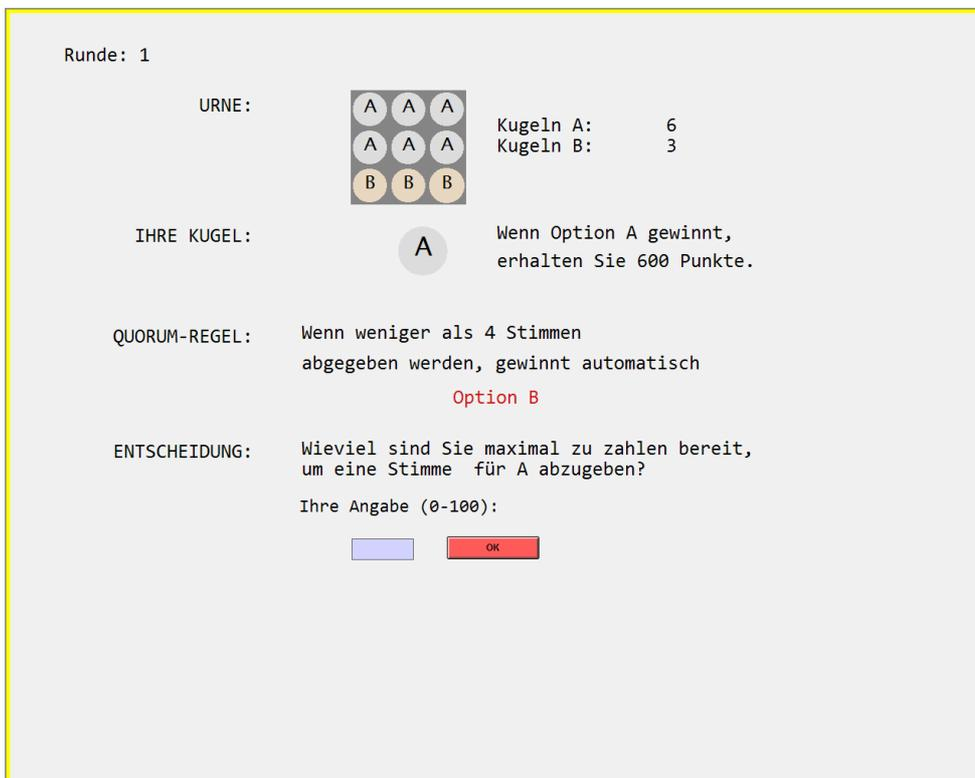 Runde: 1
URNE:
A A A
A A A
B B B
Kugeln A: 6
Kugeln B: 3
IHRE KUGEL:
A
Wenn Option A gewinnt,
erhalten Sie 600 Punkte.
QUORUM-REGEL:
Wenn weniger als 4 Stimmen
abgegeben werden, gewinnt automatisch
Option B
ENTSCHEIDUNG:
Wieviel sind Sie maximal zu zahlen bereit,
um eine Stimme für A abzugeben?
Ihre Angabe (0-100):
OK